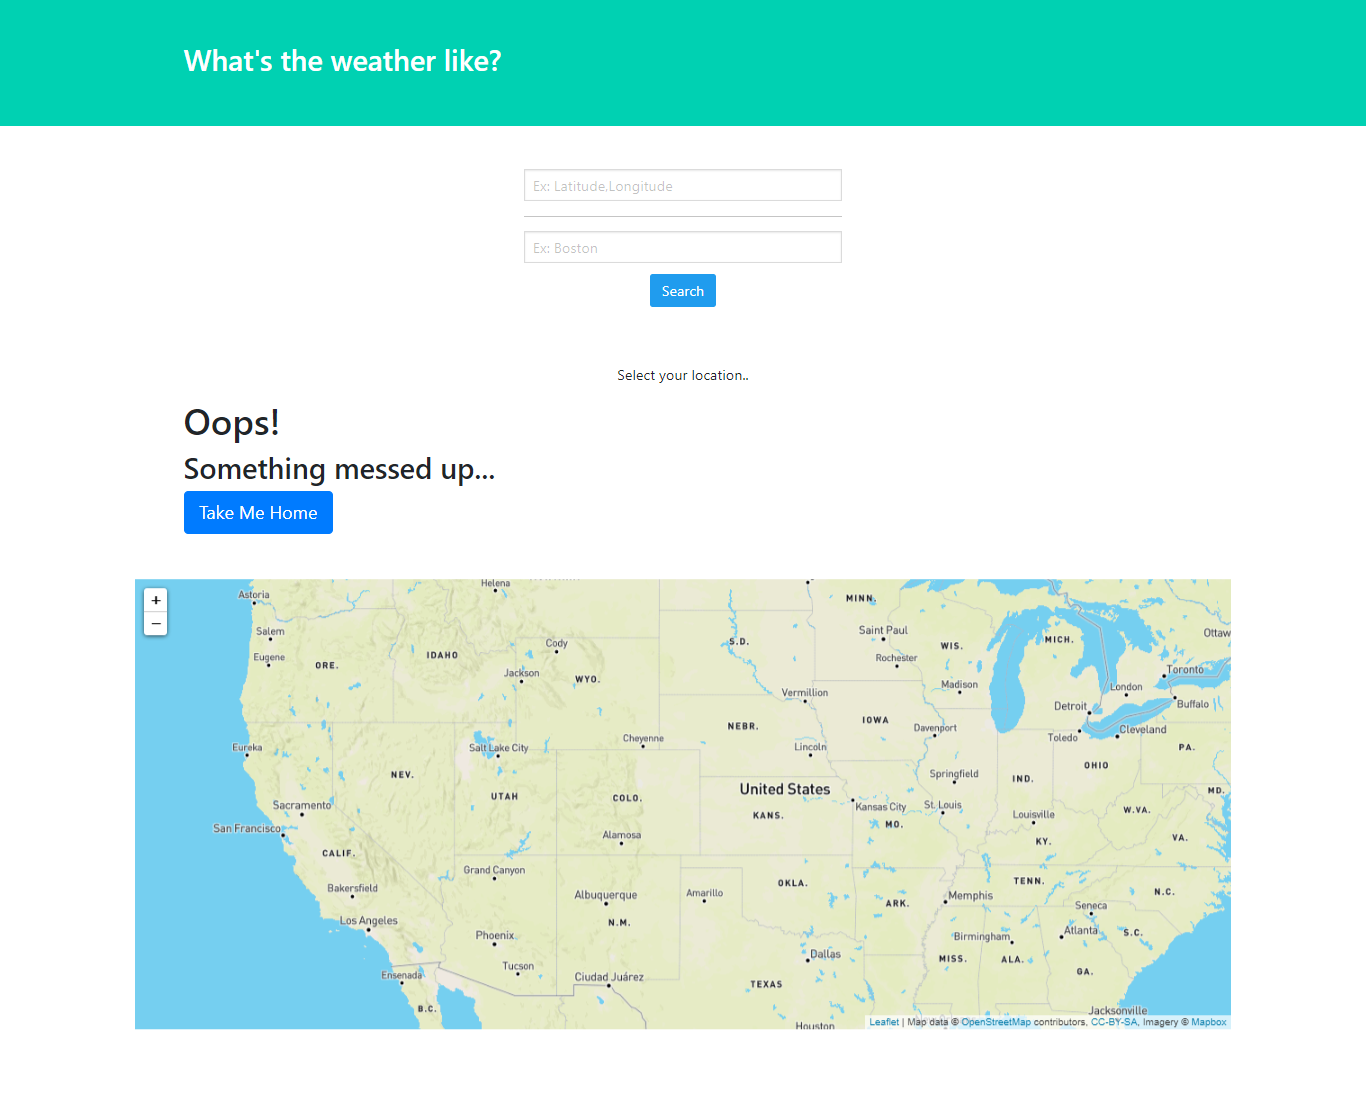 What's the weather like?
Ex: Latitude,Longitude
Ex: Boston
Search
Select your location..
Oops!
Something messed up...
Take Me Home
+
−
Astoria
Helena
MINN.
Salem
Eugene
ORE.
IDAHO
Cody
Jackson
WYO.
S.D.
Saint Paul
Rochester
WIS.
Madison
MICH.
Ottaw
Toronto
London
Buffalo
Detroit
Vermillion
IOWA
NEBR.
Davenport
Toledo
Cleveland
PA.
Eureka
Salt Lake City
Cheyenne
Lincoln
OHIO
NEV.
UTAH
COLO.
United States
KANS.
Springfield
IND.
MD.
Sacramento
San Francisco
Kansas City
St. Louis
MO.
Louisville
W.VA.
VA.
KY.
Alamosa
CALIF.
Grand Canyon
Bakersfield
Albuquerque
Amarillo
OKLA.
ARK.
Memphis
TENN.
N.C.
Seneca
Los Angeles
N.M.
Phoenix
Tucson
Birmingham
Atlanta
S.C.
Dallas
MISS.
ALA.
GA.
Ensenada
Ciudad Juárez
TEXAS
B.C.
Houston
Jacksonville
Leaflet | Map data © OpenStreetMap contributors, CC-BY-SA, Imagery © Mapbox